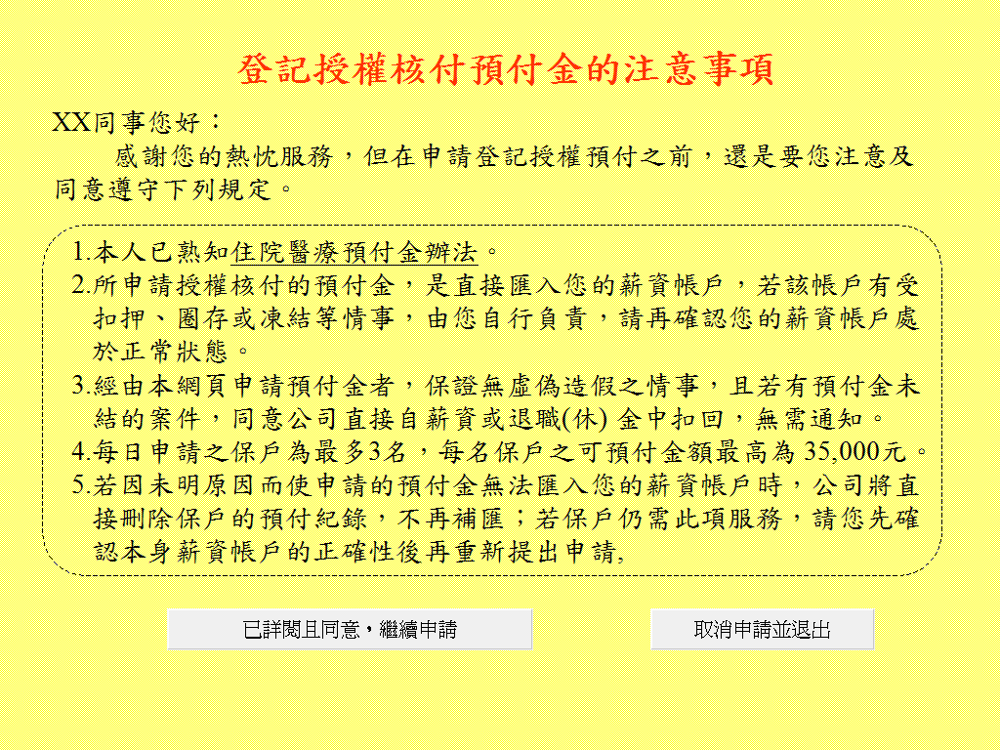 登記授權核付預付金的注意事項
XX同事您好：
感謝您的熱忱服務，但在申請登記授權預付之前，還是要您注意及
同意遵守下列規定。
1.本人已熟知住院醫療預付金辦法。
2.所申請授權核付的預付金，是直接匯入您的薪資帳戶，若該帳戶有受
扣押、圈存或凍結等情事，由您自行負責，請再確認您的薪資帳戶處
於正常狀態。
3.經由本網頁申請預付金者，保證無虛偽造假之情事，且若有預付金未
結的案件，同意公司直接自薪資或退職(休) 金中扣回，無需通知。
4.每日申請之保戶為最多3名，每名保戶之可預付金額最高為 35,000元。
5.若因未明原因而使申請的預付金無法匯入您的薪資帳戶時，公司將直
接刪除保戶的預付紀錄，不再補匯；若保戶仍需此項服務，請您先確
認本身薪資帳戶的正確性後再重新提出申請,
已詳閱且同意，繼續申請
取消申請並退出